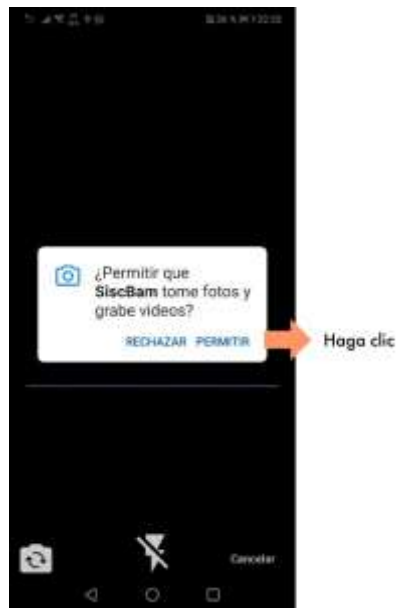 ¿Permitir que
SiscBam tome fotos y
grabe videos?
RECHAZAR PERMITIR
Haga clic
Cancelar